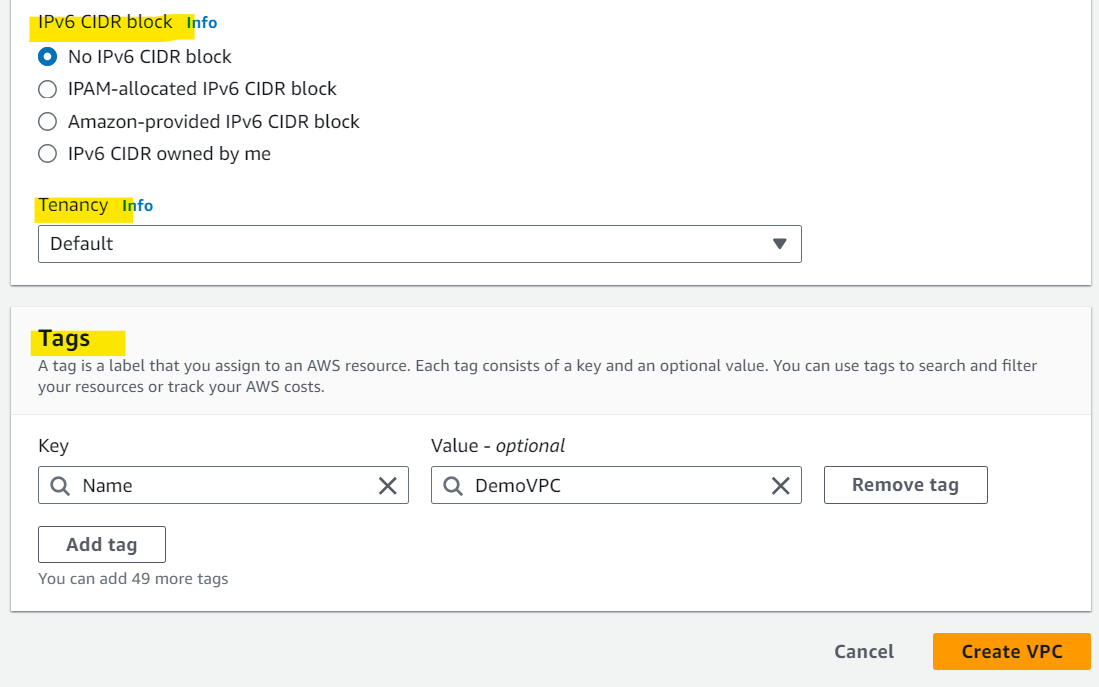 IPv6 CIDR block Info
No IPv6 CIDR block
IPAM-allocated IPv6 CIDR block
Amazon-provided IPv6 CIDR block
IPv6 CIDR owned by me
Tenancy Info
Default
Tags
A tag is a label that you assign to an AWS resource. Each tag consists of a key and an optional value. You can use tags to search and filter
your resources or track your AWS costs.
Key Value - optional
Name DemoVPC Remove tag
Add tag
You can add 49 more tags
Cancel Create VPC